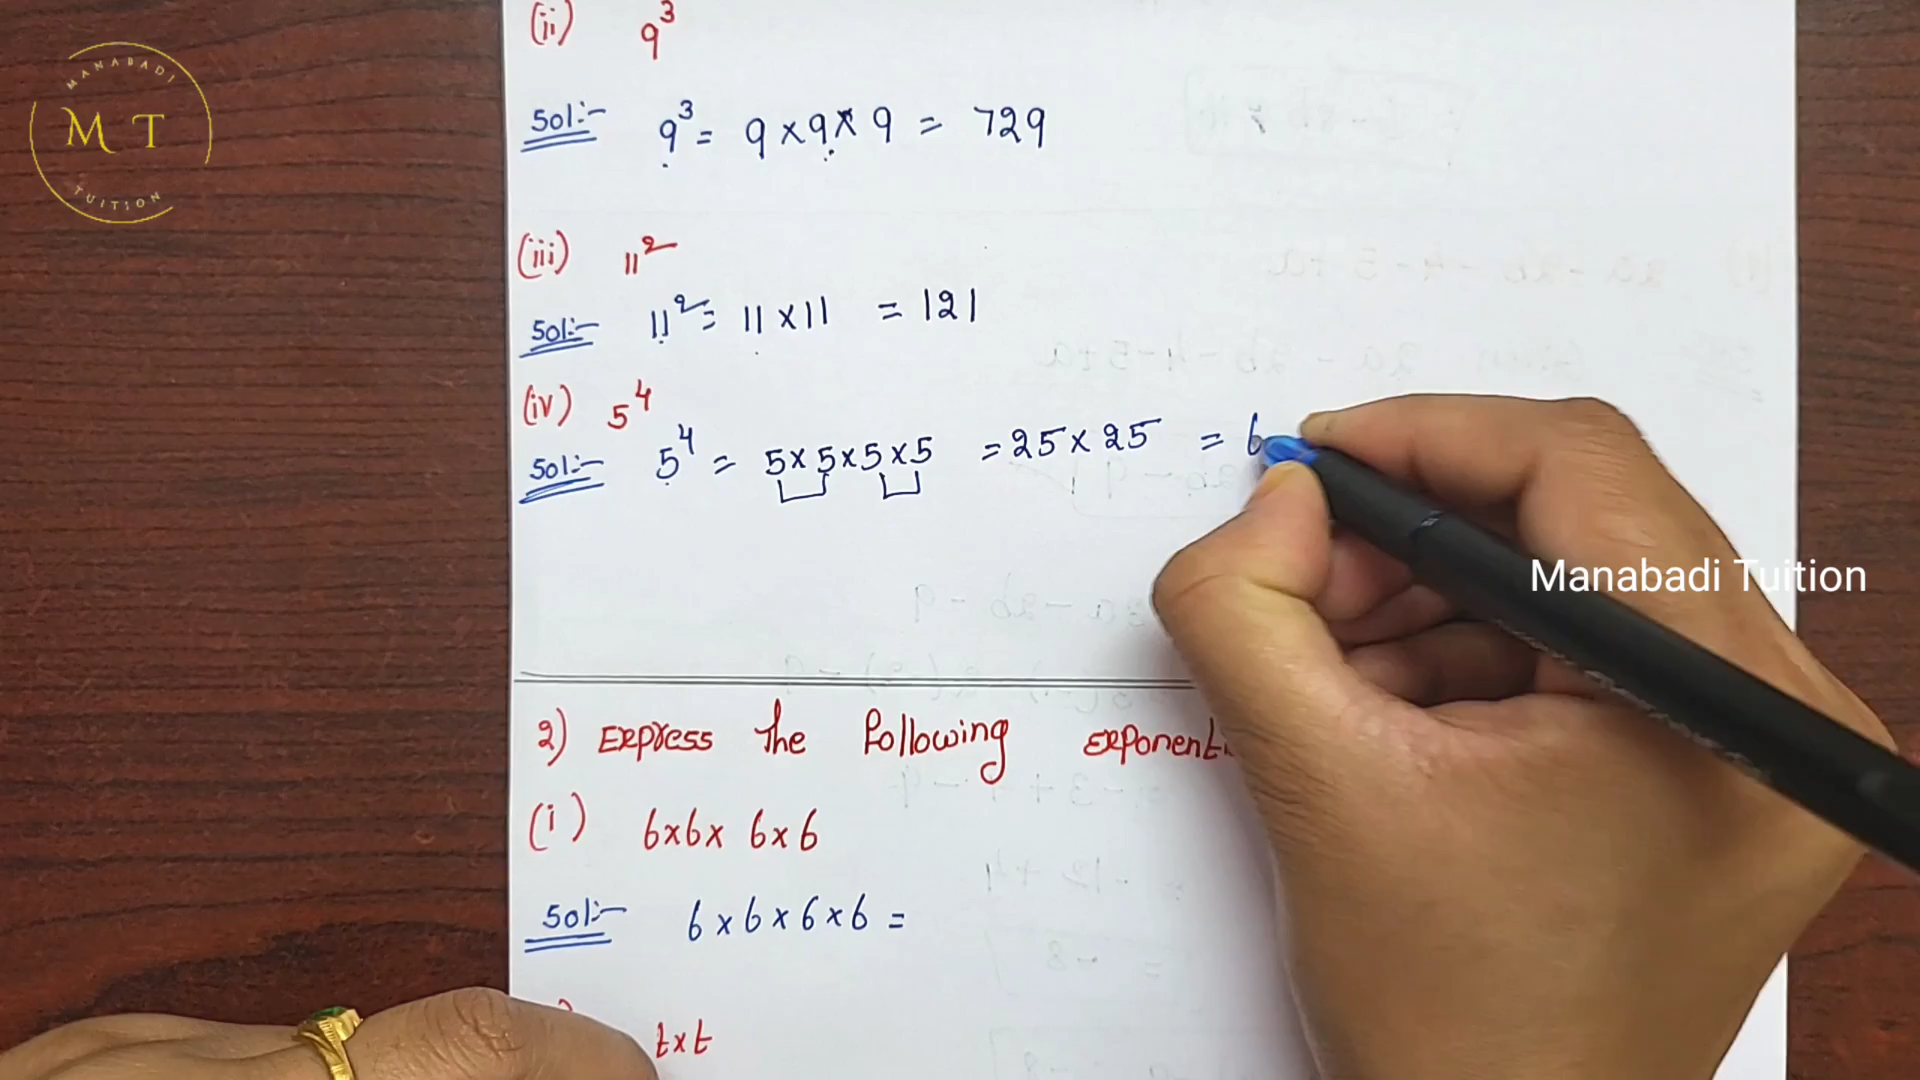 MANABADI
M T
TUITION
(ii) 9³
Sol:- 9³ = 9 × 9 × 9 = 729
(iii) 11²
Sol:- 11² = 11 × 11 = 121
(iv) 5⁴
Sol:- 5⁴ = 5 × 5 × 5 × 5 = 25 × 25 = 6
Manabadi Tuition
2) Express the following
(i) 6×6× 6×6
Sol:- 6 × 6 × 6 × 6 =
t×t